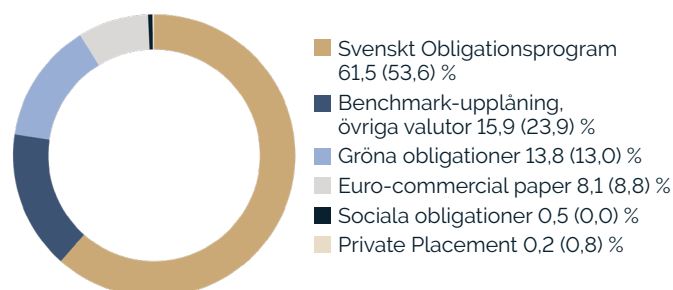 Svenskt Obligationsprogram
61,5 (53,6) %
Benchmark-upplåning,
övriga valutor 15,9 (23,9) %
Gröna obligationer 13,8 (13,0) %
Euro-commercial paper 8,1 (8,8) %
Sociala obligationer 0,5 (0,0) %
Private Placement 0,2 (0,8) %